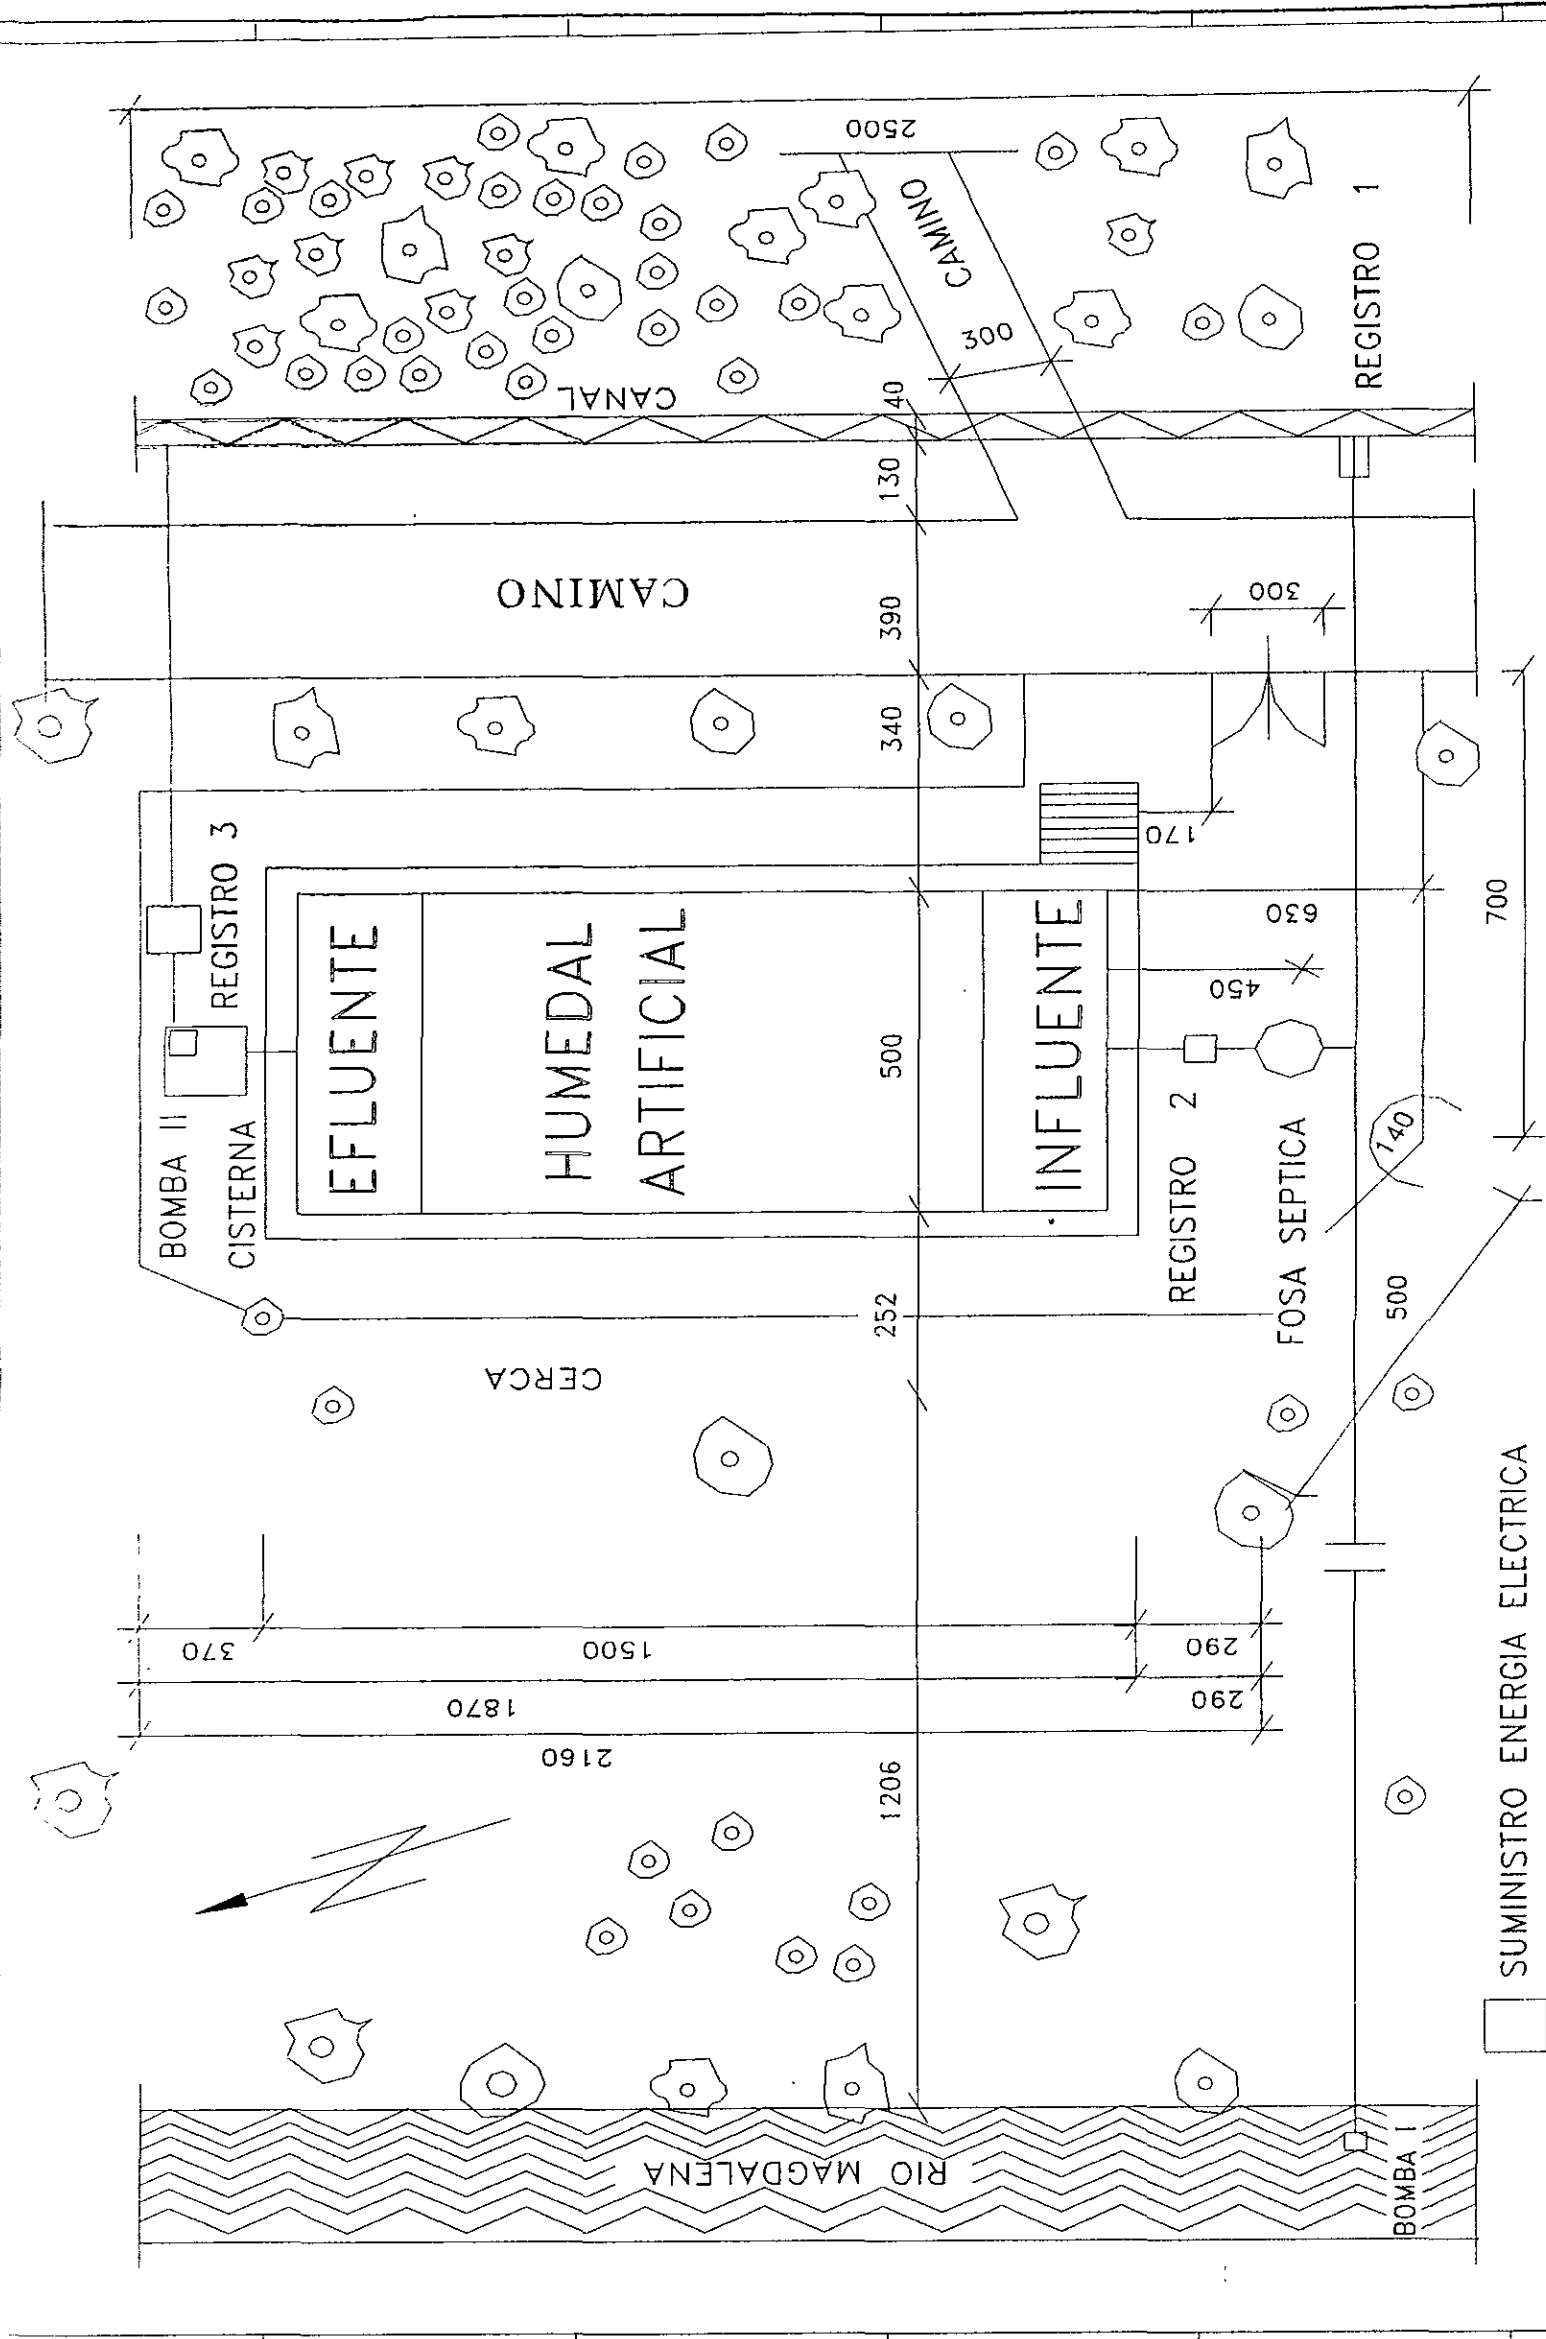 2500
CAMINO
300
REGISTRO 1
CANAL
40
130
CAMINO
390
300
340
REGISTRO 3
170
700
630
450
EFLUENTE
HUMEDAL
ARTIFICIAL
500
INFLUENTE
BOMBA II
CISTERNA
REGISTRO 2
FOSA SEPTICA
140
252
500
CERCA
370
1500
290
1870
290
2160
1206
SUMINISTRO ENERGIA ELECTRICA
N
RIO MAGDALENA
BOMBA I